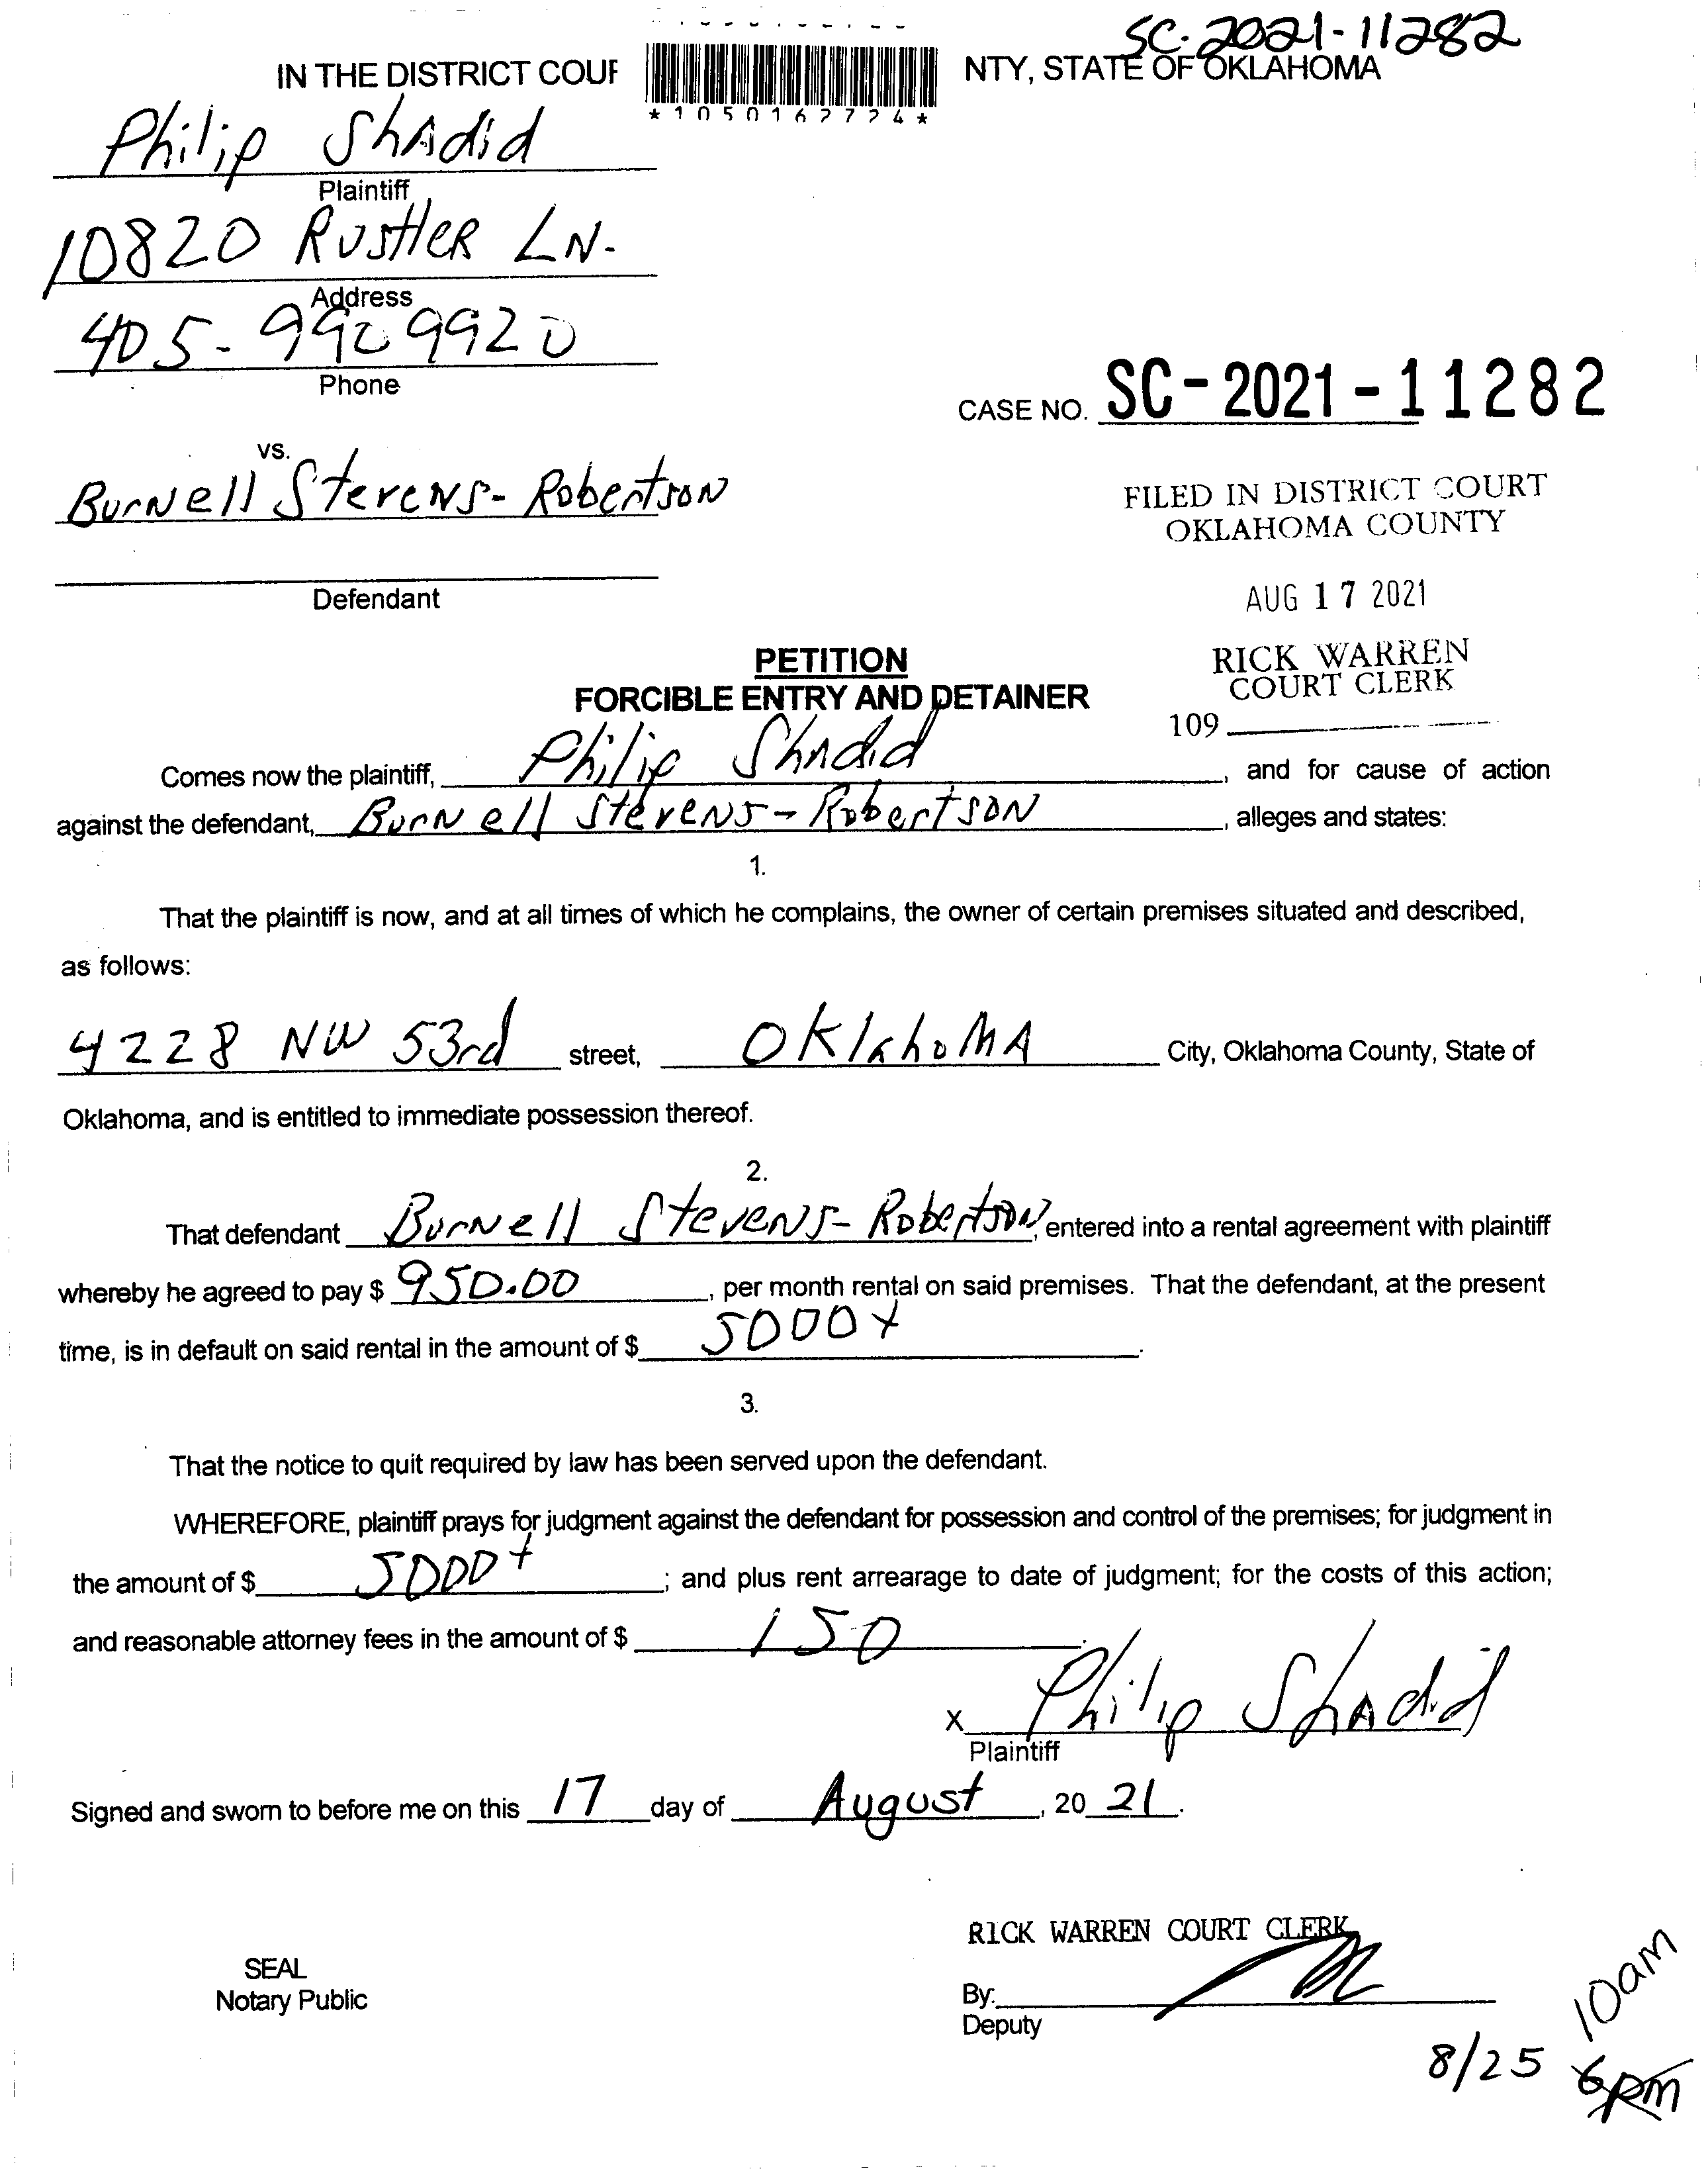 SC-2021-11282
IN THE DISTRICT COUR NTY, STATE OF OKLAHOMA
*1050162724*
Philip Shadid
Plaintiff
10820 Rustler LN.
Address
405-990 9920
Phone
CASE NO. SC-2021-11282
vs.
Burnell Stevens-Robertson
FILED IN DISTRICT COURT
OKLAHOMA COUNTY
Defendant
AUG 17 2021
RICK WARREN
COURT CLERK
109
PETITION
FORCIBLE ENTRY AND DETAINER
Comes now the plaintiff, Philip Shadid, and for cause of action
against the defendant, Burnell Stevens-Robertson, alleges and states:
1.
That the plaintiff is now, and at all times of which he complains, the owner of certain premises situated and described,
as follows:
4228 NW 53rd street, Oklahoma City, Oklahoma County, State of
Oklahoma, and is entitled to immediate possession thereof.
2.
That defendant Burnell Stevens-Robertson, entered into a rental agreement with plaintiff
whereby he agreed to pay $ 950.00, per month rental on said premises. That the defendant, at the present
time, is in default on said rental in the amount of $ 5000+.
3.
That the notice to quit required by law has been served upon the defendant.
WHEREFORE, plaintiff prays for judgment against the defendant for possession and control of the premises; for judgment in
the amount of $ 5000+; and plus rent arrearage to date of judgment; for the costs of this action;
and reasonable attorney fees in the amount of $ 150.
X Philip Shadid
Plaintiff
Signed and sworn to before me on this 17 day of August, 20 21.
RICK WARREN COURT CLERK
SEAL
Notary Public
By:
Deputy
10am
8/25 6pm